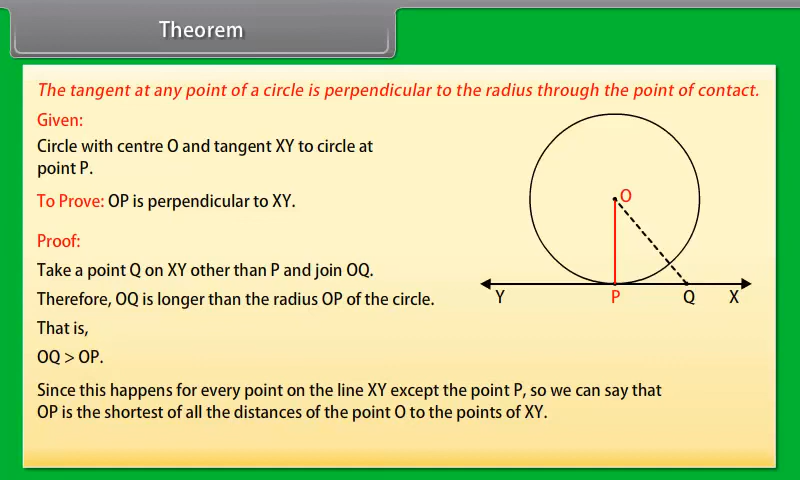 Theorem
The tangent at any point of a circle is perpendicular to the radius through the point of contact.
Given:
Circle with centre O and tangent XY to circle at
point P.
To Prove: OP is perpendicular to XY.
Proof:
Take a point Q on XY other than P and join OQ.
Therefore, OQ is longer than the radius OP of the circle.
That is,
OQ > OP.
Since this happens for every point on the line XY except the point P, so we can say that
OP is the shortest of all the distances of the point O to the points of XY.
O
Y P Q X